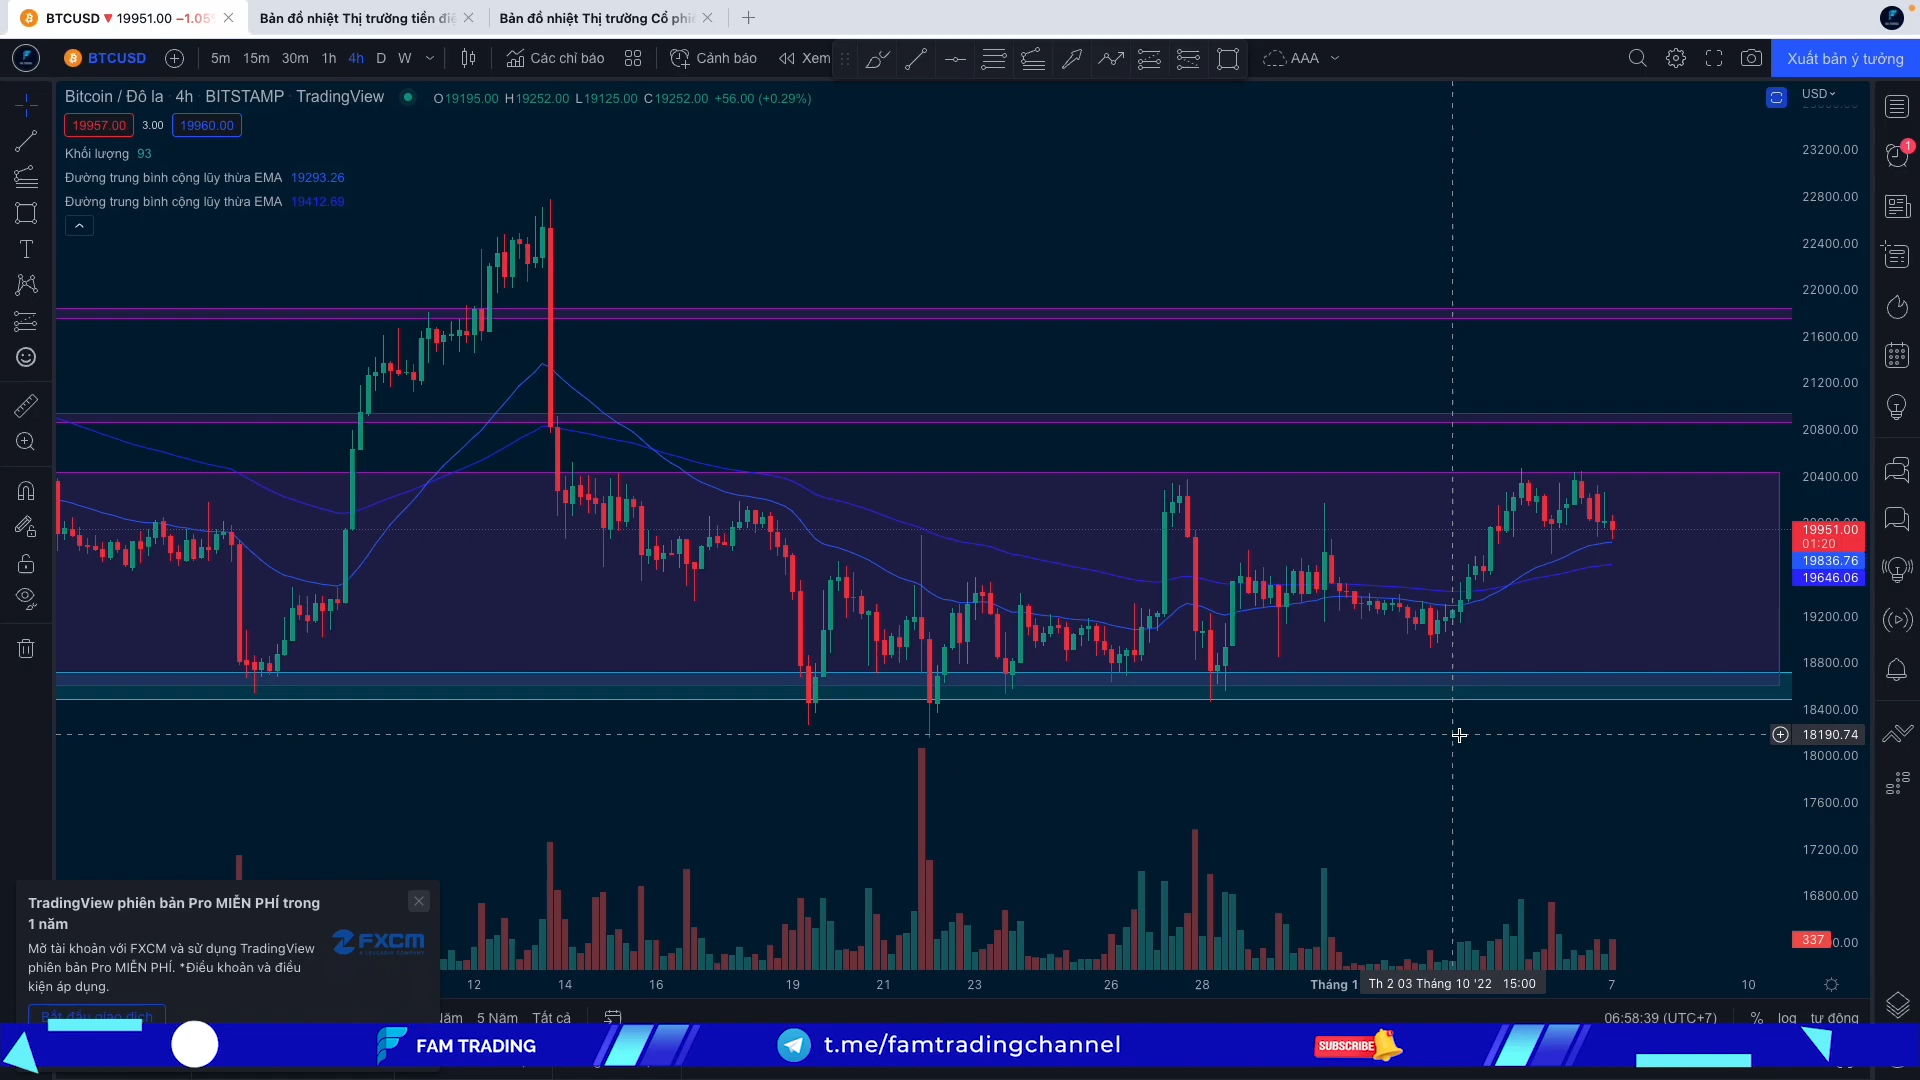 BTCUSD ▼ 19951.00 −1.05
Bản đồ nhiệt Thị trường tiền
Bản đồ nhiệt Thị trường Cổ
BTCUSD
5m 15m 30m 1h 4h D W
Các chỉ báo
Cảnh báo
Xem
AAA
Xuất bản ý tưởng
Bitcoin / Đô la 4h BITSTAMP TradingView
O19195.00 H19252.00 L19125.00 C19252.00 +56.00 (+0.29%)
USD
19957.00 3.00 19960.00
Khối lượng 93
Đường trung bình cộng lũy thừa EMA 19293.26
Đường trung bình cộng lũy thừa EMA 19412.69
1
23200.00
22800.00
22400.00
22000.00
21600.00
21200.00
20800.00
20400.00
19951.00
01:20
19836.76
19646.06
19200.00
18800.00
18400.00
18190.74
18000.00
17600.00
17200.00
16800.00
337
TradingView phiên bản Pro MIỄN PHÍ trong
1 năm
Mở tài khoản với FXCM và sử dụng TradingView
phiên bản Pro MIỄN PHÍ. *Điều khoản và điều
kiện áp dụng.
FXCM
Bắt đầu giao dịch
12 14 16 19 21 23 26 28 Tháng 1 Th 2 03 Tháng 10 '22 15:00 7 10
5 Năm Tất cả
06:58:39 (UTC+7) % log tự động
FAM TRADING
t.me/famtradingchannel
SUBSCRIBE